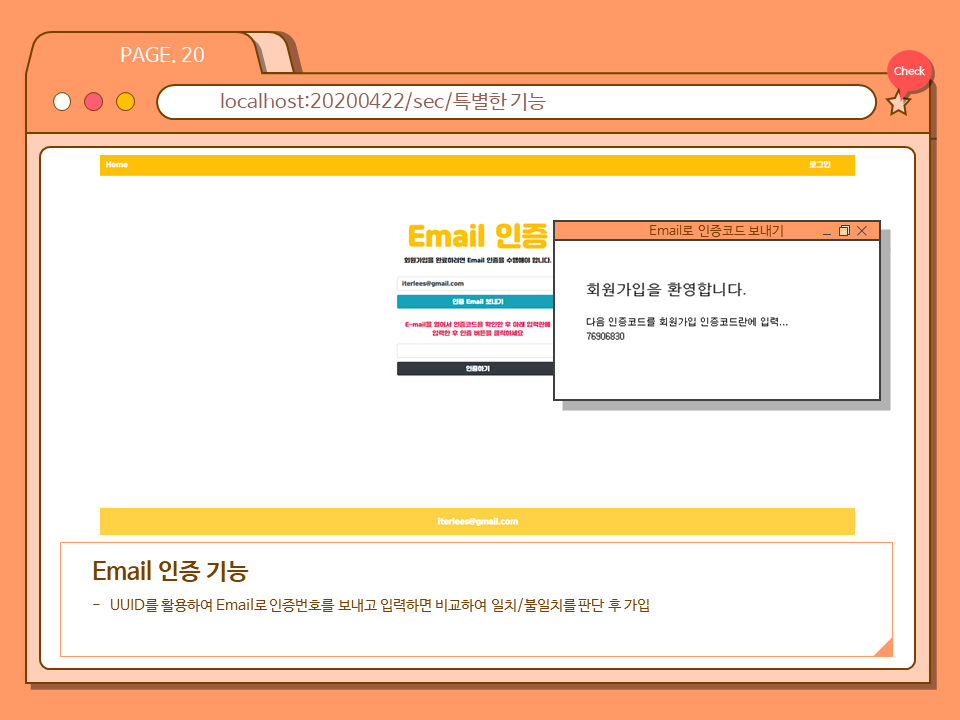 PAGE. 20
Check
localhost:20200422/sec/특별한 기능
Home
로그인
Email 인증
회원가입을 완료하려면 Email 인증을 수행해야 합니다.
iterlees@gmail.com
인증 Email 보내기
E-mail을 열어서 인증코드를 확인한 후 아래 입력란에
입력한 후 인증 버튼을 클릭하세요
인증하기
Email로 인증코드 보내기
회원가입을 환영합니다.
다음 인증코드를 회원가입 인증코드란에 입력...
76906830
iterlees@gmail.com
Email 인증 기능
- UUID를 활용하여 Email로 인증번호를 보내고 입력하면 비교하여 일치/불일치를 판단 후 가입